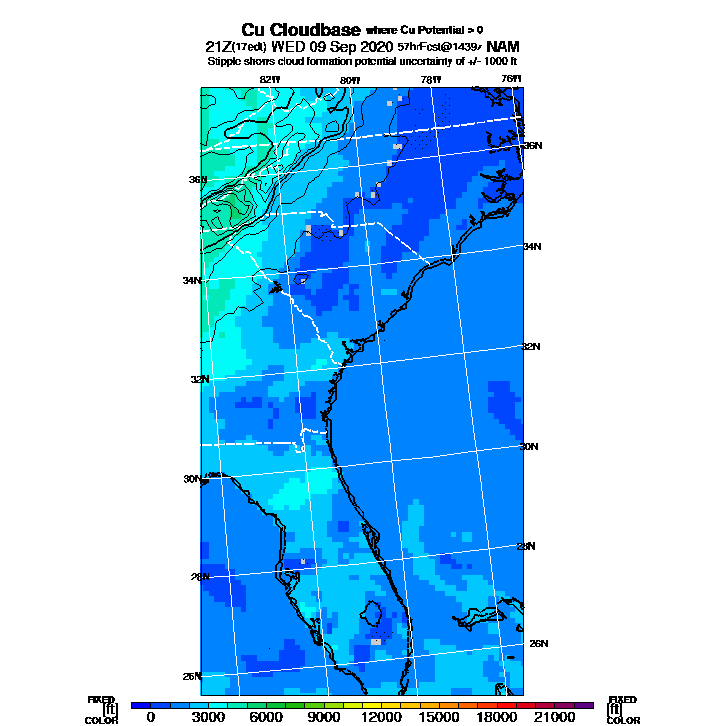 Cu Cloudbase where Cu Potential > 0
21Z(17edt) WED 09 Sep 2020 57hrFcst@1439z NAM
Stipple shows cloud formation potential uncertainty of +/- 1000 ft
82W 80W 78W 76W
36N
36N
34N
34N
32N
32N
30N
30N
28N
28N
26N
26N
FIXED FIXED
[ft] [ft]
COLOR COLOR
0 3000 6000 9000 12000 15000 18000 21000